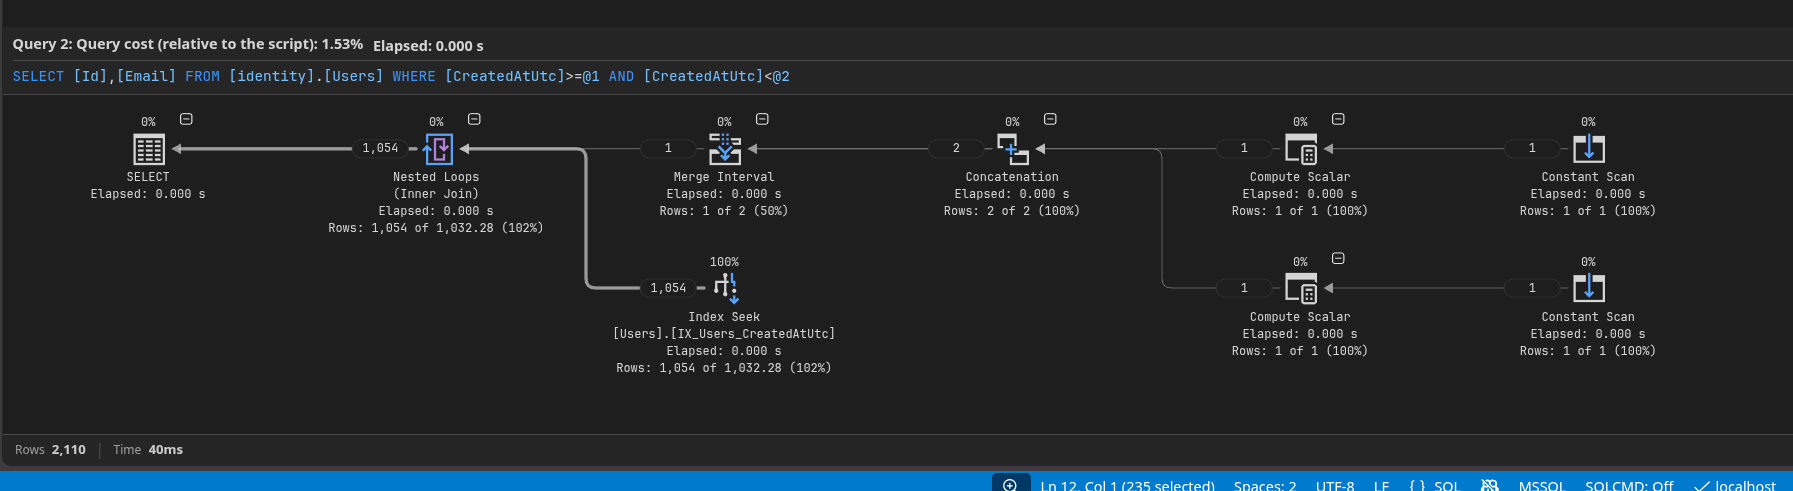 Query 2: Query cost (relative to the script): 1.53% Elapsed: 0.000 s
SELECT [Id],[Email] FROM [identity].[Users] WHERE [CreatedAtUtc]>=@1 AND [CreatedAtUtc]<@2
0% 0% 0% 0% 0% 0%
1,054 1 2 1 1
SELECT
Elapsed: 0.000 s
Nested Loops
(Inner Join)
Elapsed: 0.000 s
Rows: 1,054 of 1,032.28 (102%)
Merge Interval
Elapsed: 0.000 s
Rows: 1 of 2 (50%)
Concatenation
Elapsed: 0.000 s
Rows: 2 of 2 (100%)
Compute Scalar
Elapsed: 0.000 s
Rows: 1 of 1 (100%)
Constant Scan
Elapsed: 0.000 s
Rows: 1 of 1 (100%)
100% 0% 0%
1,054 1 1
Index Seek
[Users].[IX_Users_CreatedAtUtc]
Elapsed: 0.000 s
Rows: 1,054 of 1,032.28 (102%)
Compute Scalar
Elapsed: 0.000 s
Rows: 1 of 1 (100%)
Constant Scan
Elapsed: 0.000 s
Rows: 1 of 1 (100%)
Rows 2,110 | Time 40ms
Ln 12, Col 1 (235 selected) Spaces: 2 UTF-8 LF {} SQL MSSQL SQLCMD: Off localhost